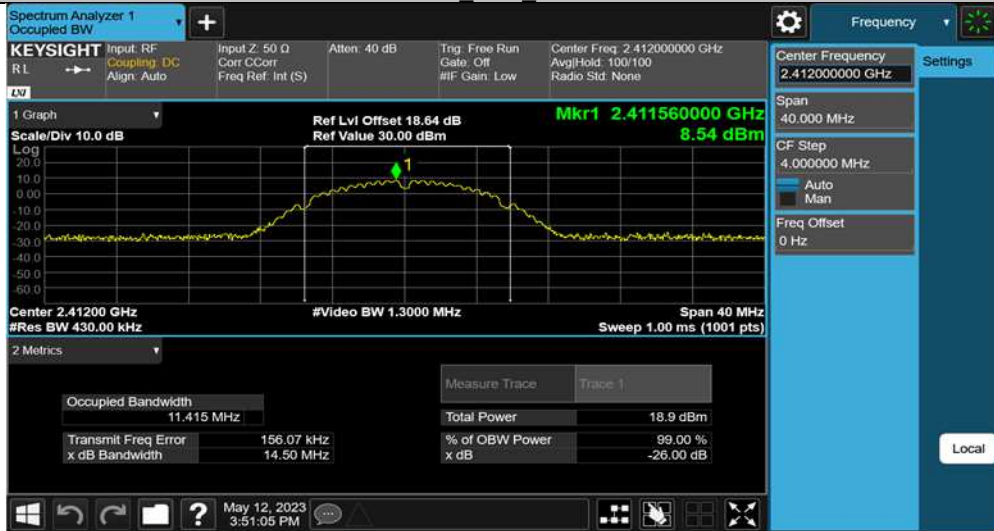 Spectrum Analyzer 1
Occupied BW
Frequency
KEYSIGHT
RL
LXI
Input: RF
Coupling: DC
Align: Auto
Input Z: 50 Ω
Corr CCorr
Freq Ref: Int (S)
Atten: 40 dB
Trig: Free Run
Gate: Off
#IF Gain: Low
Center Freq: 2.412000000 GHz
Avg|Hold: 100/100
Radio Std: None
Center Frequency
2.412000000 GHz
Settings
Span
40.000 MHz
CF Step
4.000000 MHz
Auto
Man
Freq Offset
0 Hz
Local
1 Graph
Scale/Div 10.0 dB
Ref Lvl Offset 18.64 dB
Ref Value 30.00 dBm
Mkr1 2.411560000 GHz
8.54 dBm
Log
20.0
10.0
0.00
-10.0
-20.0
-30.0
-40.0
-50.0
-60.0
1
Center 2.41200 GHz
#Res BW 430.00 kHz
#Video BW 1.3000 MHz
Span 40 MHz
Sweep 1.00 ms (1001 pts)
2 Metrics
Measure Trace Trace 1
Occupied Bandwidth
11.415 MHz
Total Power 18.9 dBm
Transmit Freq Error 156.07 kHz
% of OBW Power 99.00 %
x dB Bandwidth 14.50 MHz
x dB -26.00 dB
?
May 12, 2023
3:51:05 PM